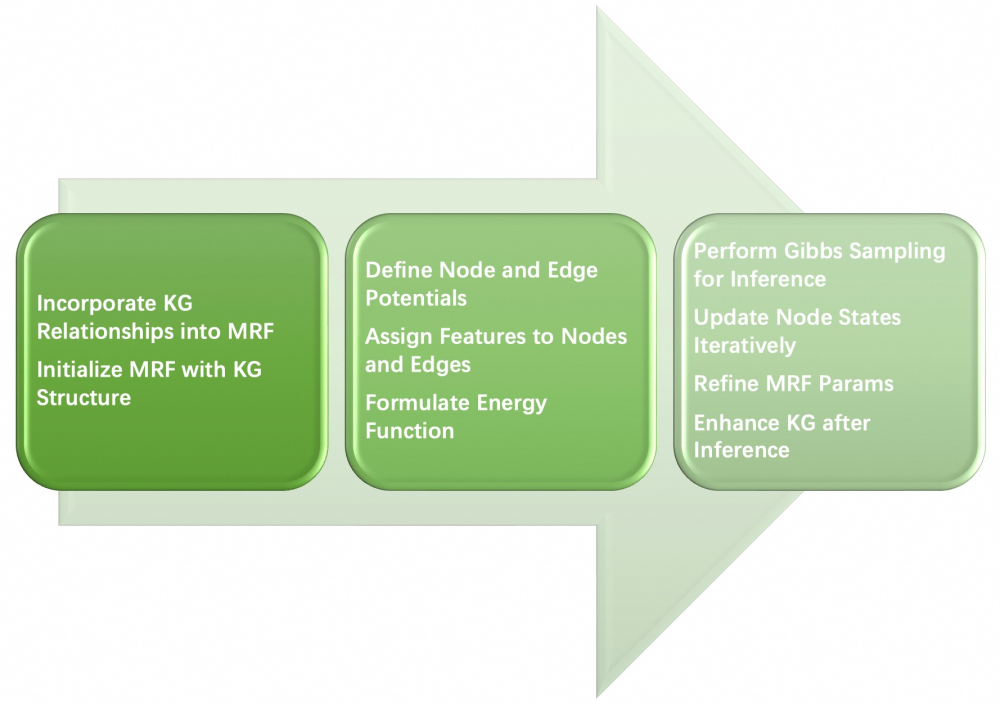 Incorporate KG
Relationships into MRF
Initialize MRF with KG
Structure
Define Node and Edge
Potentials
Assign Features to Nodes
and Edges
Formulate Energy
Function
Perform Gibbs Sampling
for Inference
Update Node States
Iteratively
Refine MRF Params
Enhance KG after
Inference